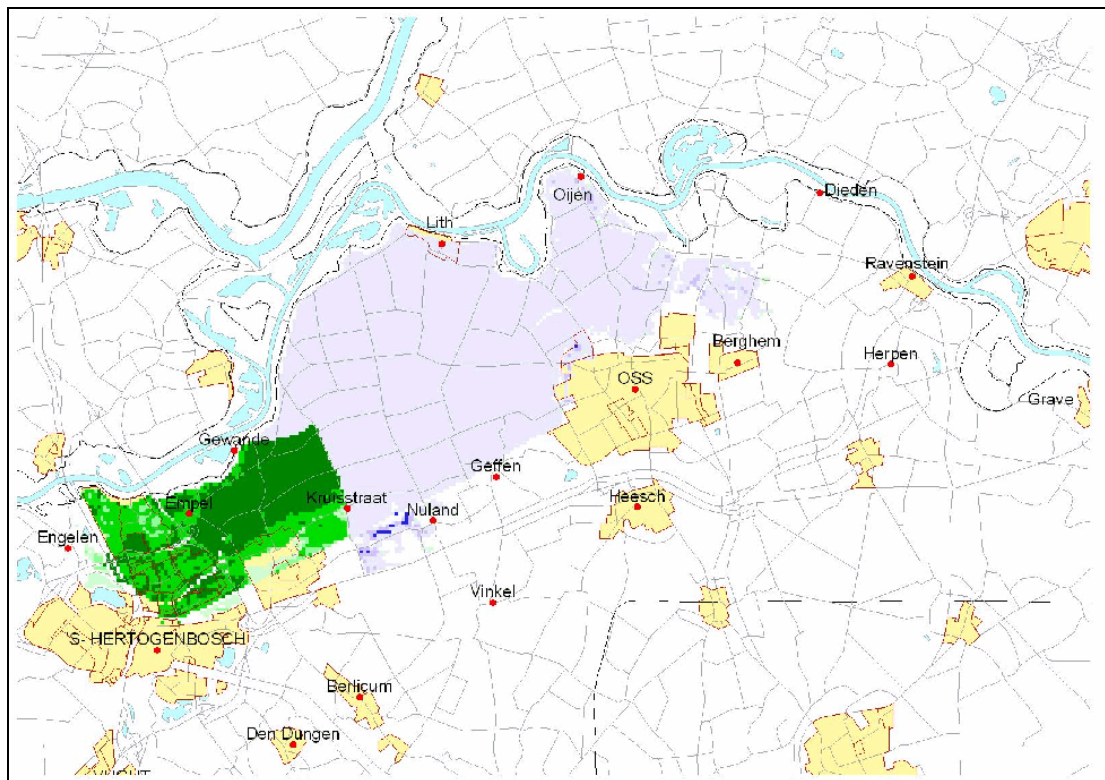 Oijen
Dieden
Lith
Ravenstein
Berghem
Herpen
OSS
Grave
Gewande
Geffen
Empel
Kruisstraat
Nuland
Heesch
Engelen
Vinkel
S- HERTOGENBOSCH
Berlicum
Den Dungen